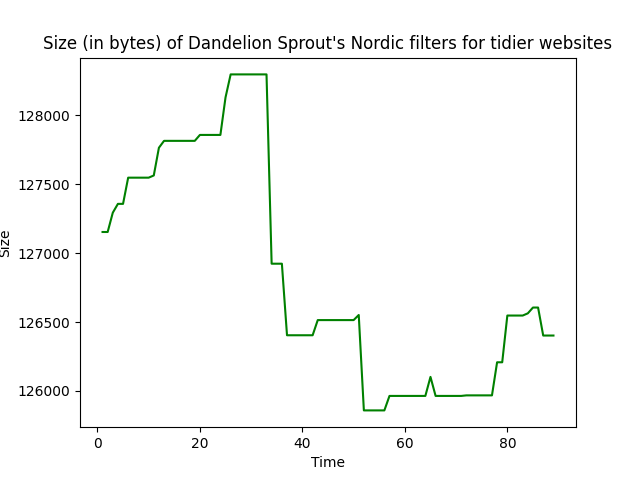 Size (in bytes) of Dandelion Sprout's Nordic filters for tidier websites
128000
127500
127000
126500
126000
Size
0 20 40 60 80
Time